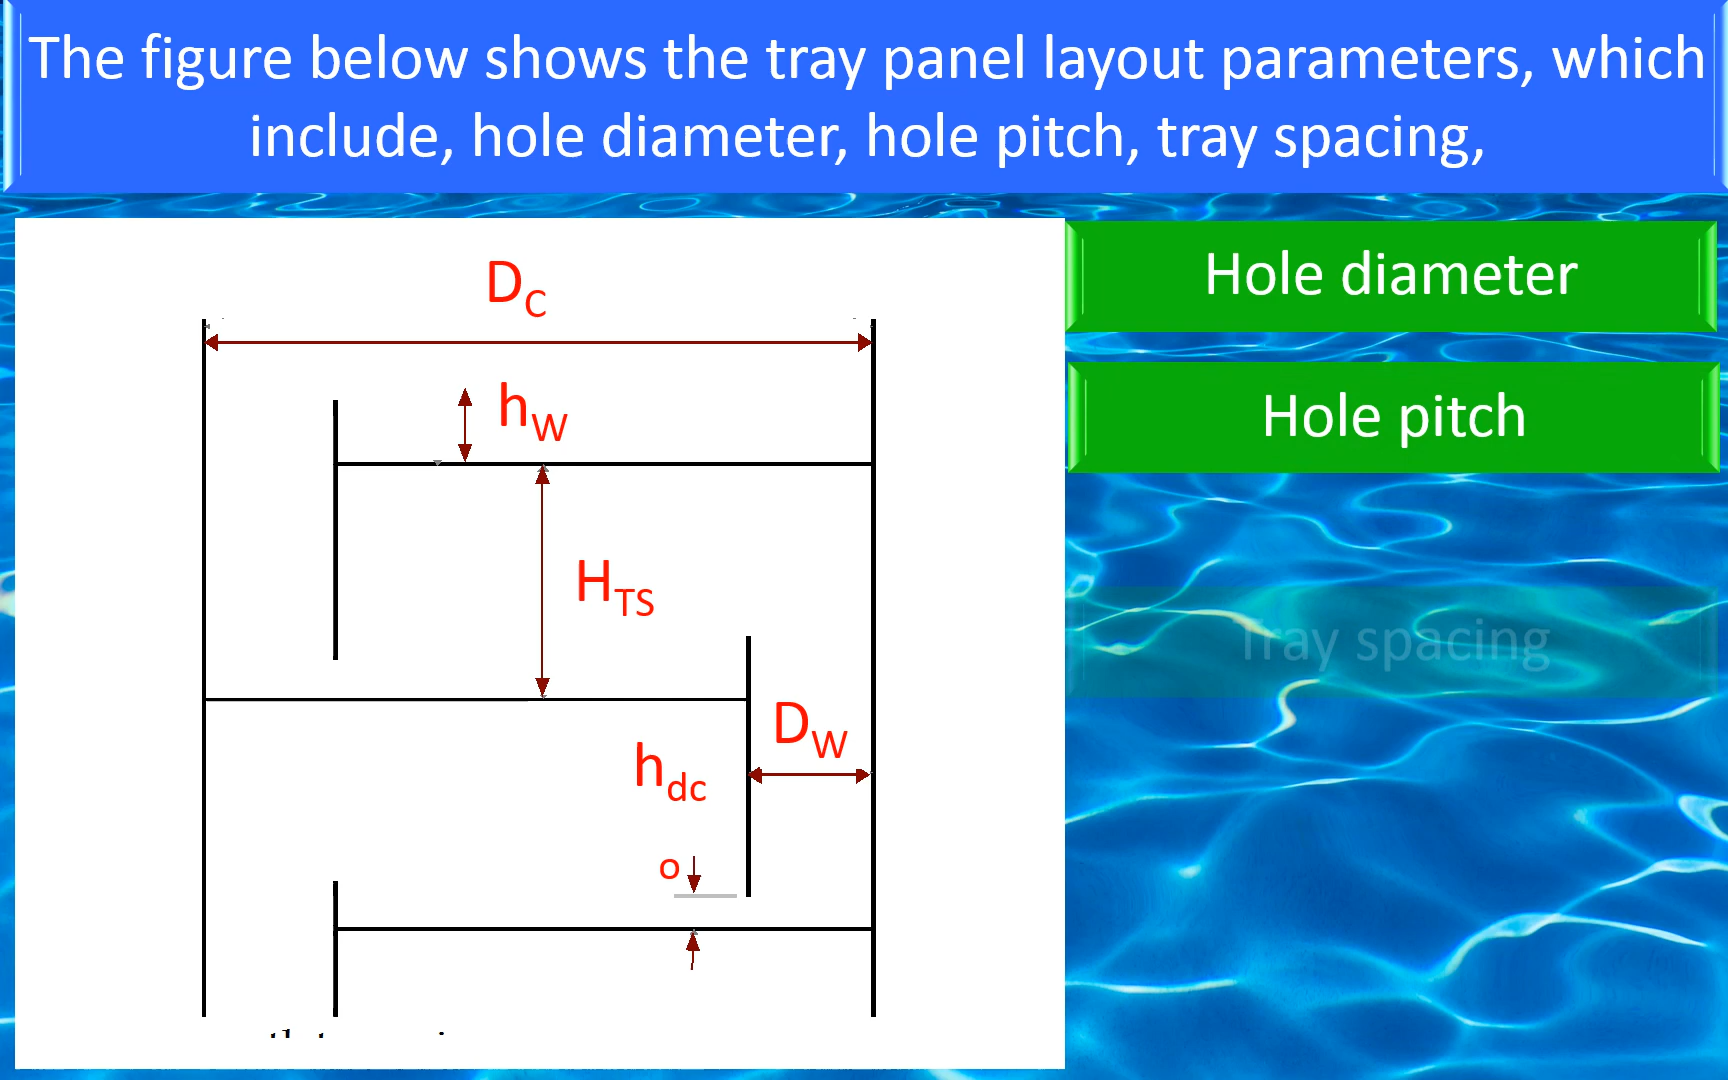 The figure below shows the tray panel layout parameters, which
include, hole diameter, hole pitch, tray spacing,
Hole diameter
Hole pitch
Tray spacing
DC
hW
HTS
DW
hdc
o